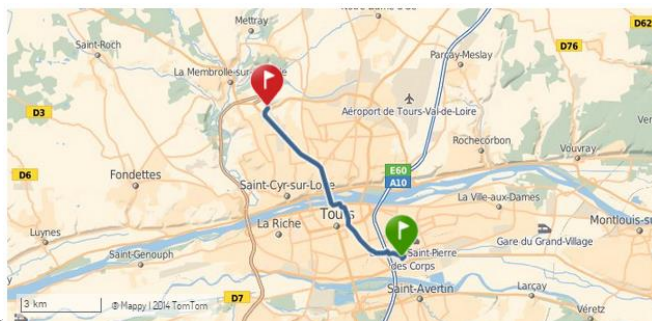 Mettray
D62
Saint-Roch
Parçay-Meslay
D76
La Membrolle-sur
Aéroport de Tours-Val-de-Loire
D3
Rochecorbon
Vouvray
E60
A10
D6
Fondettes
Saint-Cyr-sur-Lo
La Ville-aux-Dames
Luynes
La Riche
Tours
Montlouis-su
Gare du Grand-Village
Saint-Genouph
Saint-Pierre
des Corps
3 km
© Mappy | 2014 TomTom
D7
Saint-Avertin
Larçay
Véretz